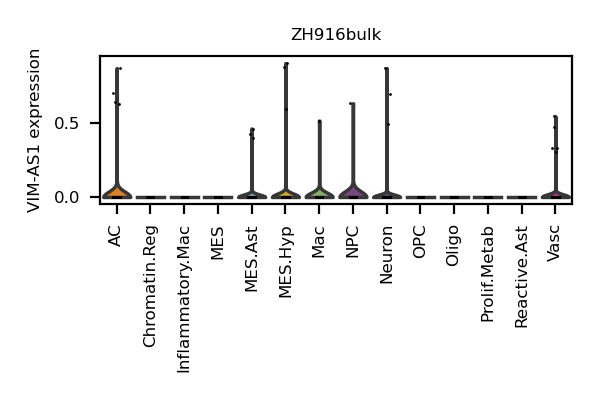 ZH916bulk
VIM-AS1 expression
0.5
0.0
AC
Chromatin.Reg
Inflammatory.Mac
MES
MES.Ast
MES.Hyp
Mac
NPC
Neuron
OPC
Oligo
Prolif.Metab
Reactive.Ast
Vasc